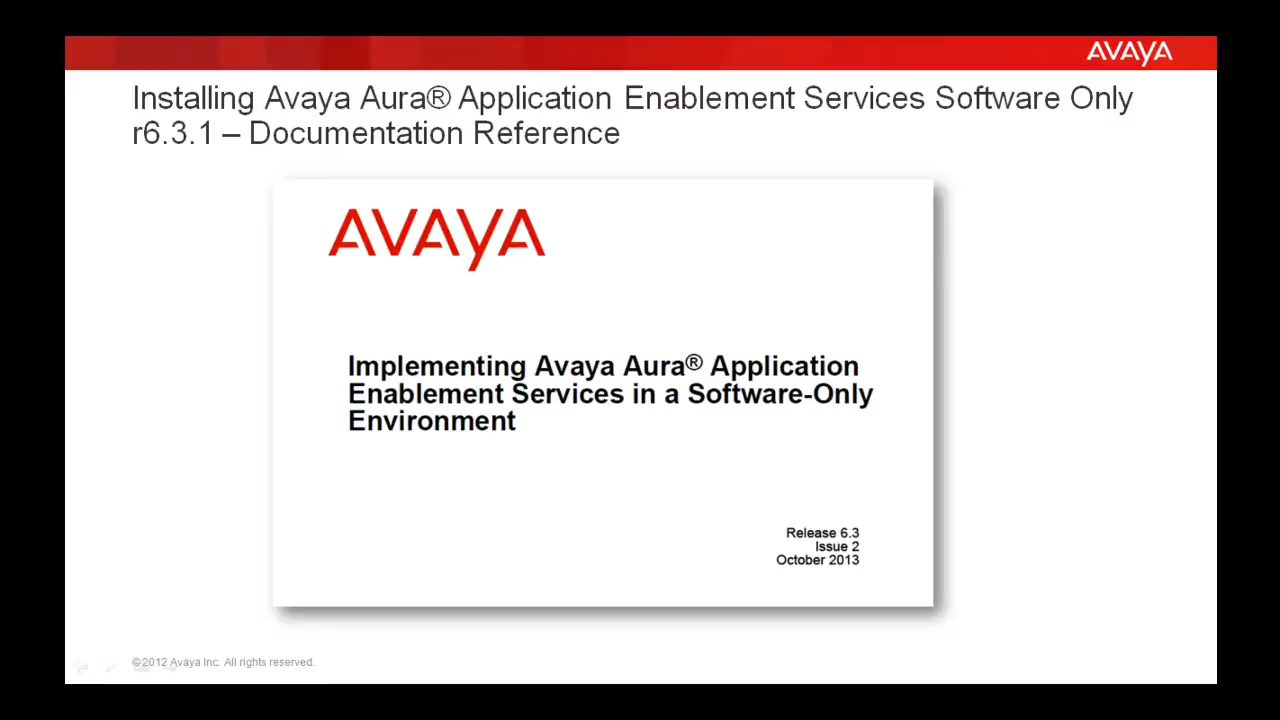 AVAYA
Installing Avaya Aura® Application Enablement Services Software Only
r6.3.1 – Documentation Reference
AVAYA
Implementing Avaya Aura® Application
Enablement Services in a Software-Only
Environment
Release 6.3
Issue 2
October 2013
©2012 Avaya Inc. All rights reserved.